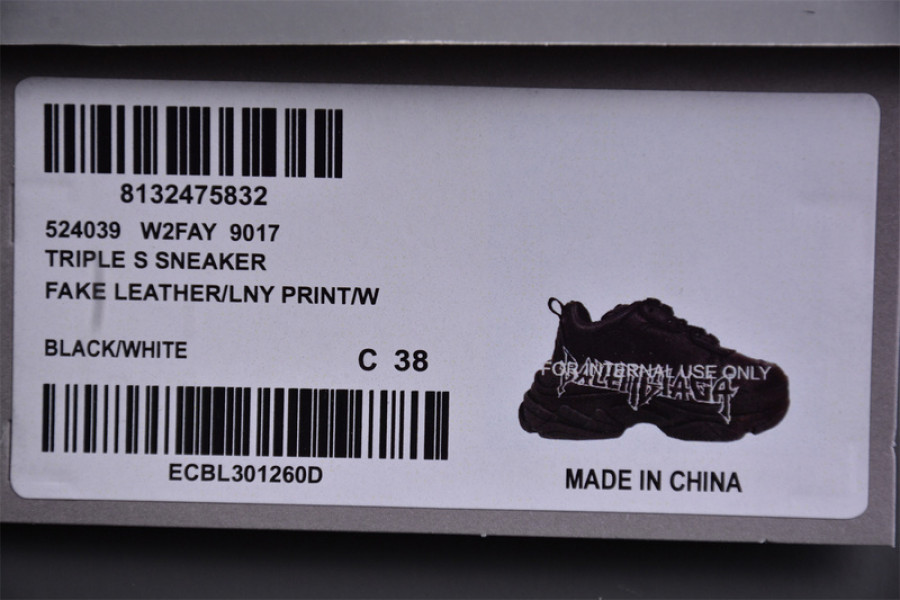 8132475832
524039 W2FAY 9017
TRIPLE S SNEAKER
FAKE LEATHER/LNY PRINT/W
BLACK/WHITE
C 38
FOR INTERNAL USE ONLY
BALENCIAGA
ECBL301260D
MADE IN CHINA